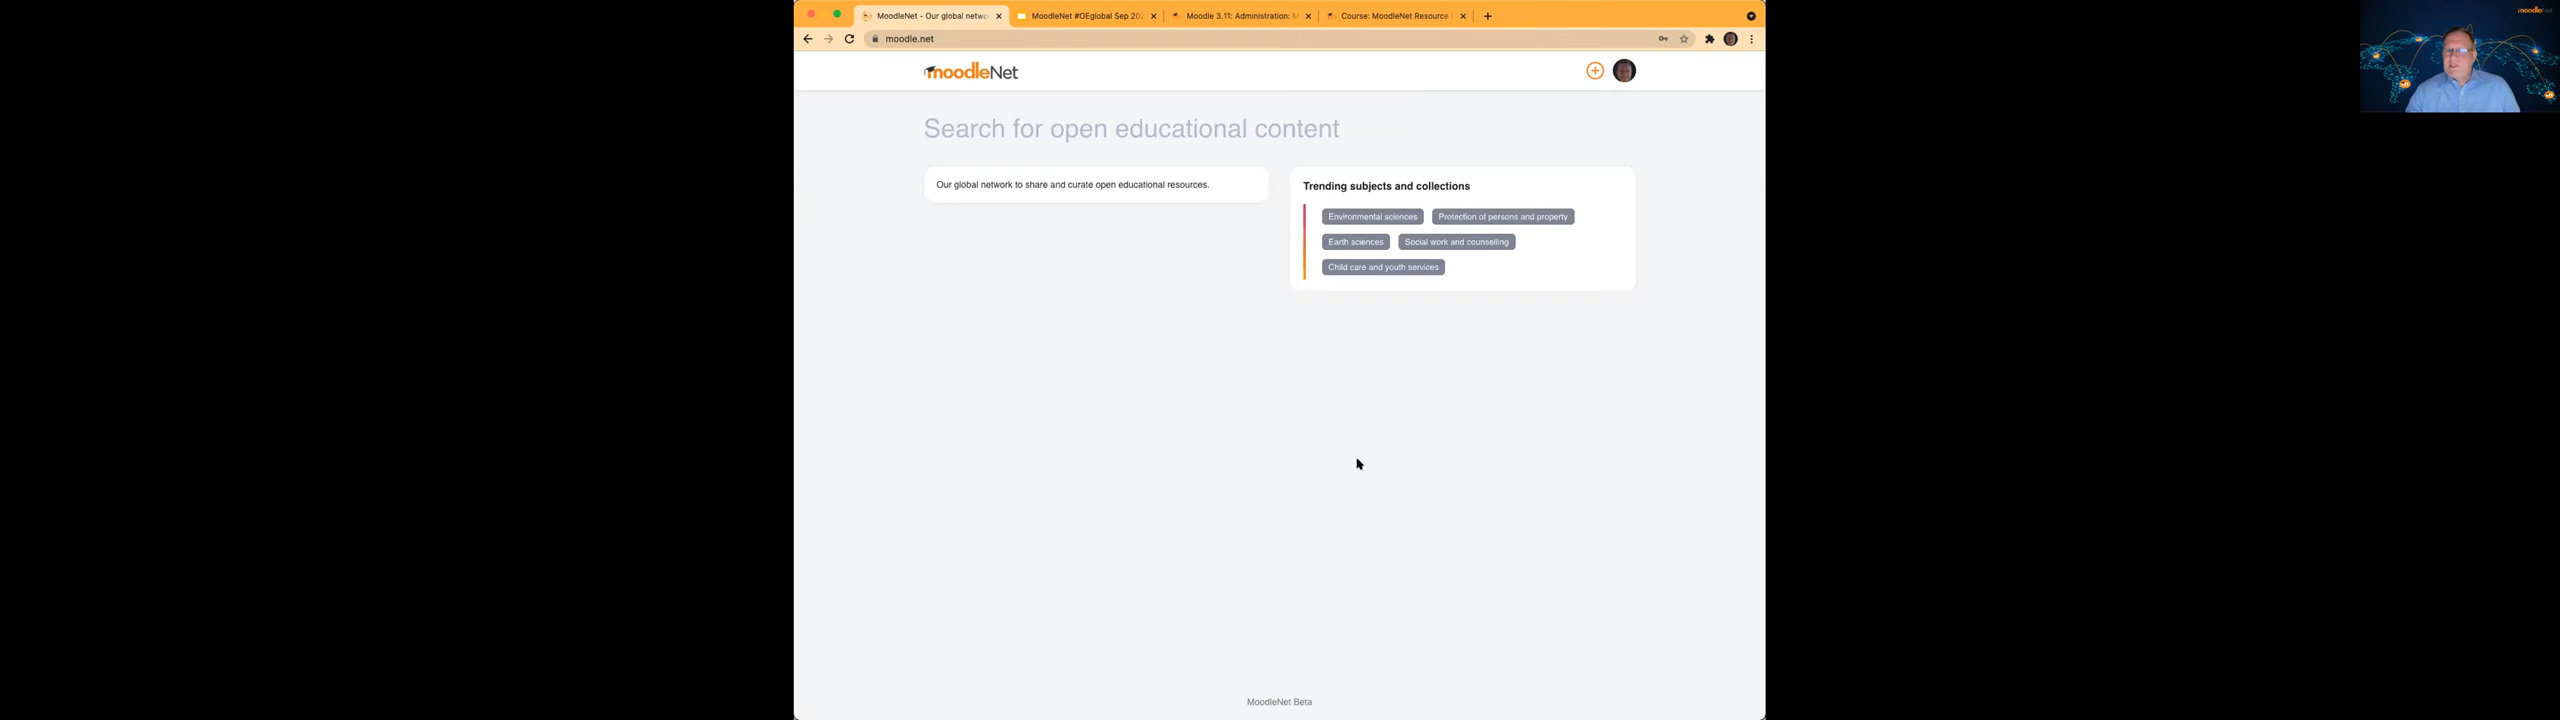 MoodleNet - Our global netwo
MoodleNet #OEglobal Sep 202
Moodle 3.11: Administration: M
Course: MoodleNet Resource
moodle.net
moodleNet
Search for open educational content
Our global network to share and curate open educational resources.
Trending subjects and collections
Environmental sciences
Protection of persons and property
Earth sciences
Social work and counselling
Child care and youth services
MoodleNet Beta
moodleNet